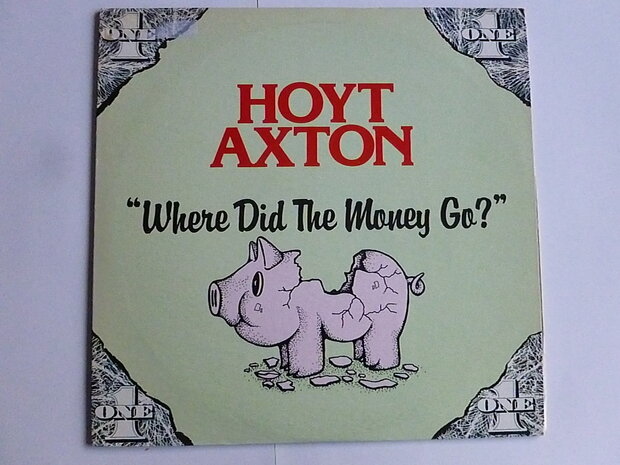 1 ONE
1 ONE
HOYT
AXTON
“Where Did The Money Go?”
1 ONE
1 ONE